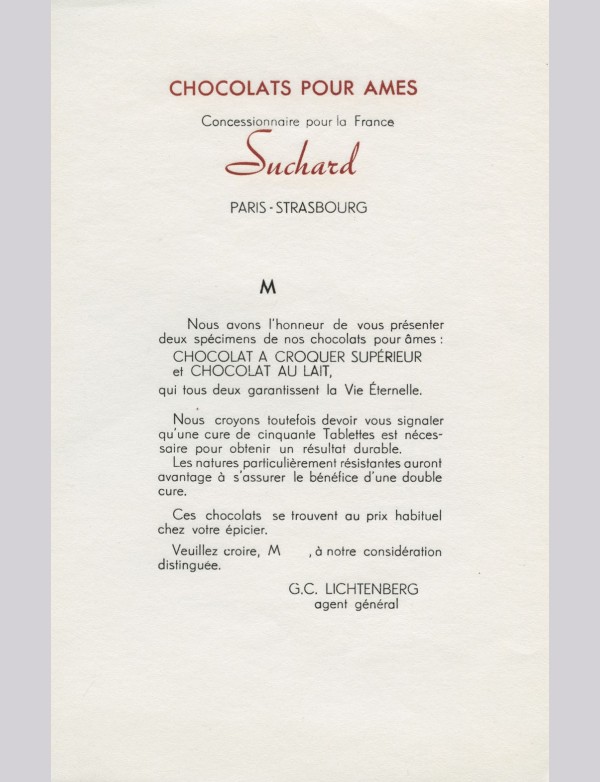 CHOCOLATS POUR AMES
Concessionnaire pour la France
Suchard
PARIS - STRASBOURG
M
Nous avons l'honneur de vous présenter
deux spécimens de nos chocolats pour âmes :
CHOCOLAT A CROQUER SUPÉRIEUR
et CHOCOLAT AU LAIT,
qui tous deux garantissent la Vie Éternelle.
Nous croyons toutefois devoir vous signaler
qu'une cure de cinquante Tablettes est néces-
saire pour obtenir un résultat durable.
Les natures particulièrement résistantes auront
avantage à s'assurer le bénéfice d'une double
cure.
Ces chocolats se trouvent au prix habituel
chez votre épicier.
Veuillez croire, M , à notre considération
distinguée.
G.C. LICHTENBERG
agent général